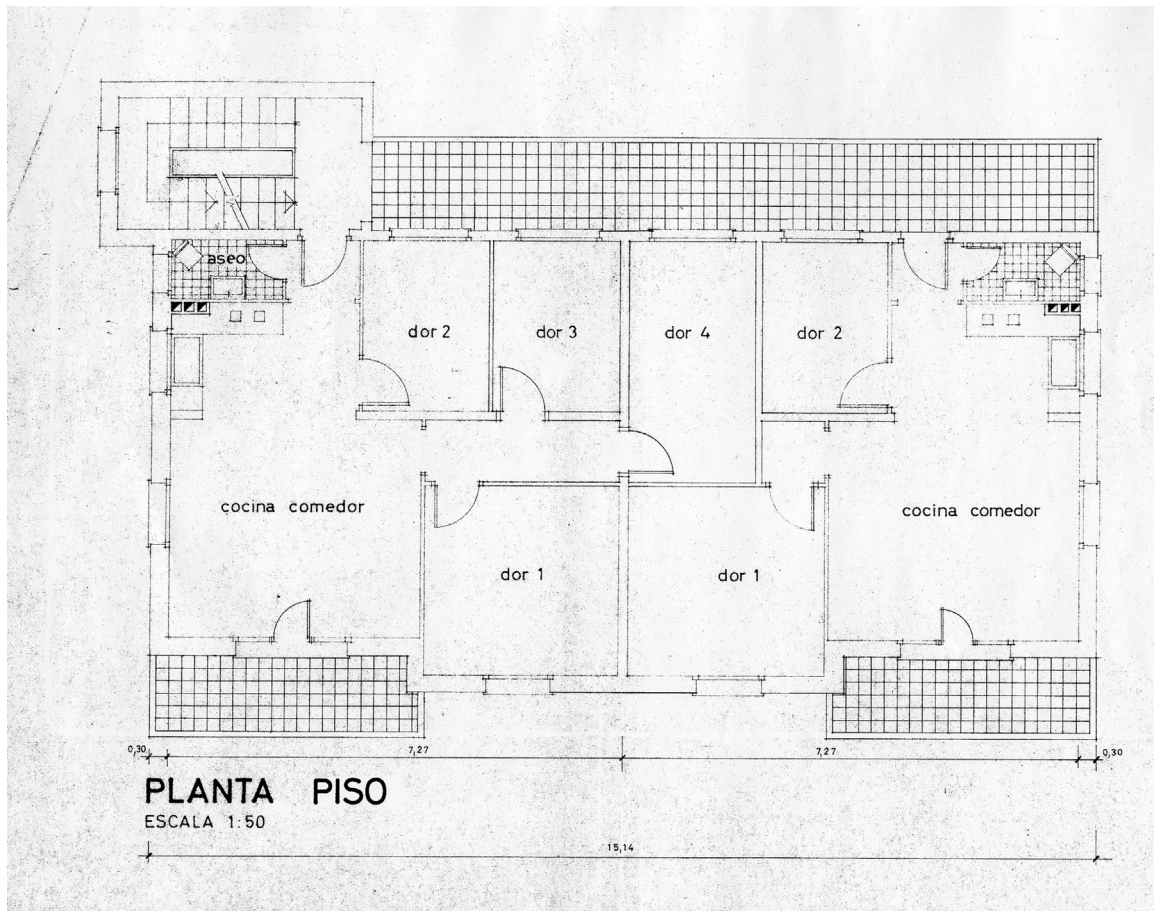 aseo
dor 2
dor 3
dor 4
dor 2
cocina comedor
cocina comedor
dor 1
dor 1
0,30
7,27
7,27
0,30
PLANTA PISO
ESCALA 1:50
15,14